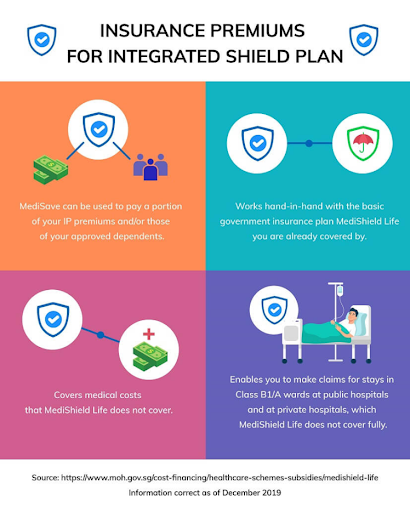 INSURANCE PREMIUMS
FOR INTEGRATED SHIELD PLAN
MediSave can be used to pay a portion
of your IP premiums and/or those
of your approved dependents.
Works hand-in-hand with the basic
government insurance plan MediShield Life
you are already covered by.
Covers medical costs
that MediShield Life does not cover.
Enables you to make claims for stays in
Class B1/A wards at public hospitals
and at private hospitals, which
MediShield Life does not cover fully.
Source: https://www.moh.gov.sg/cost-financing/healthcare-schemes-subsidies/medishield-life
Information correct as of December 2019